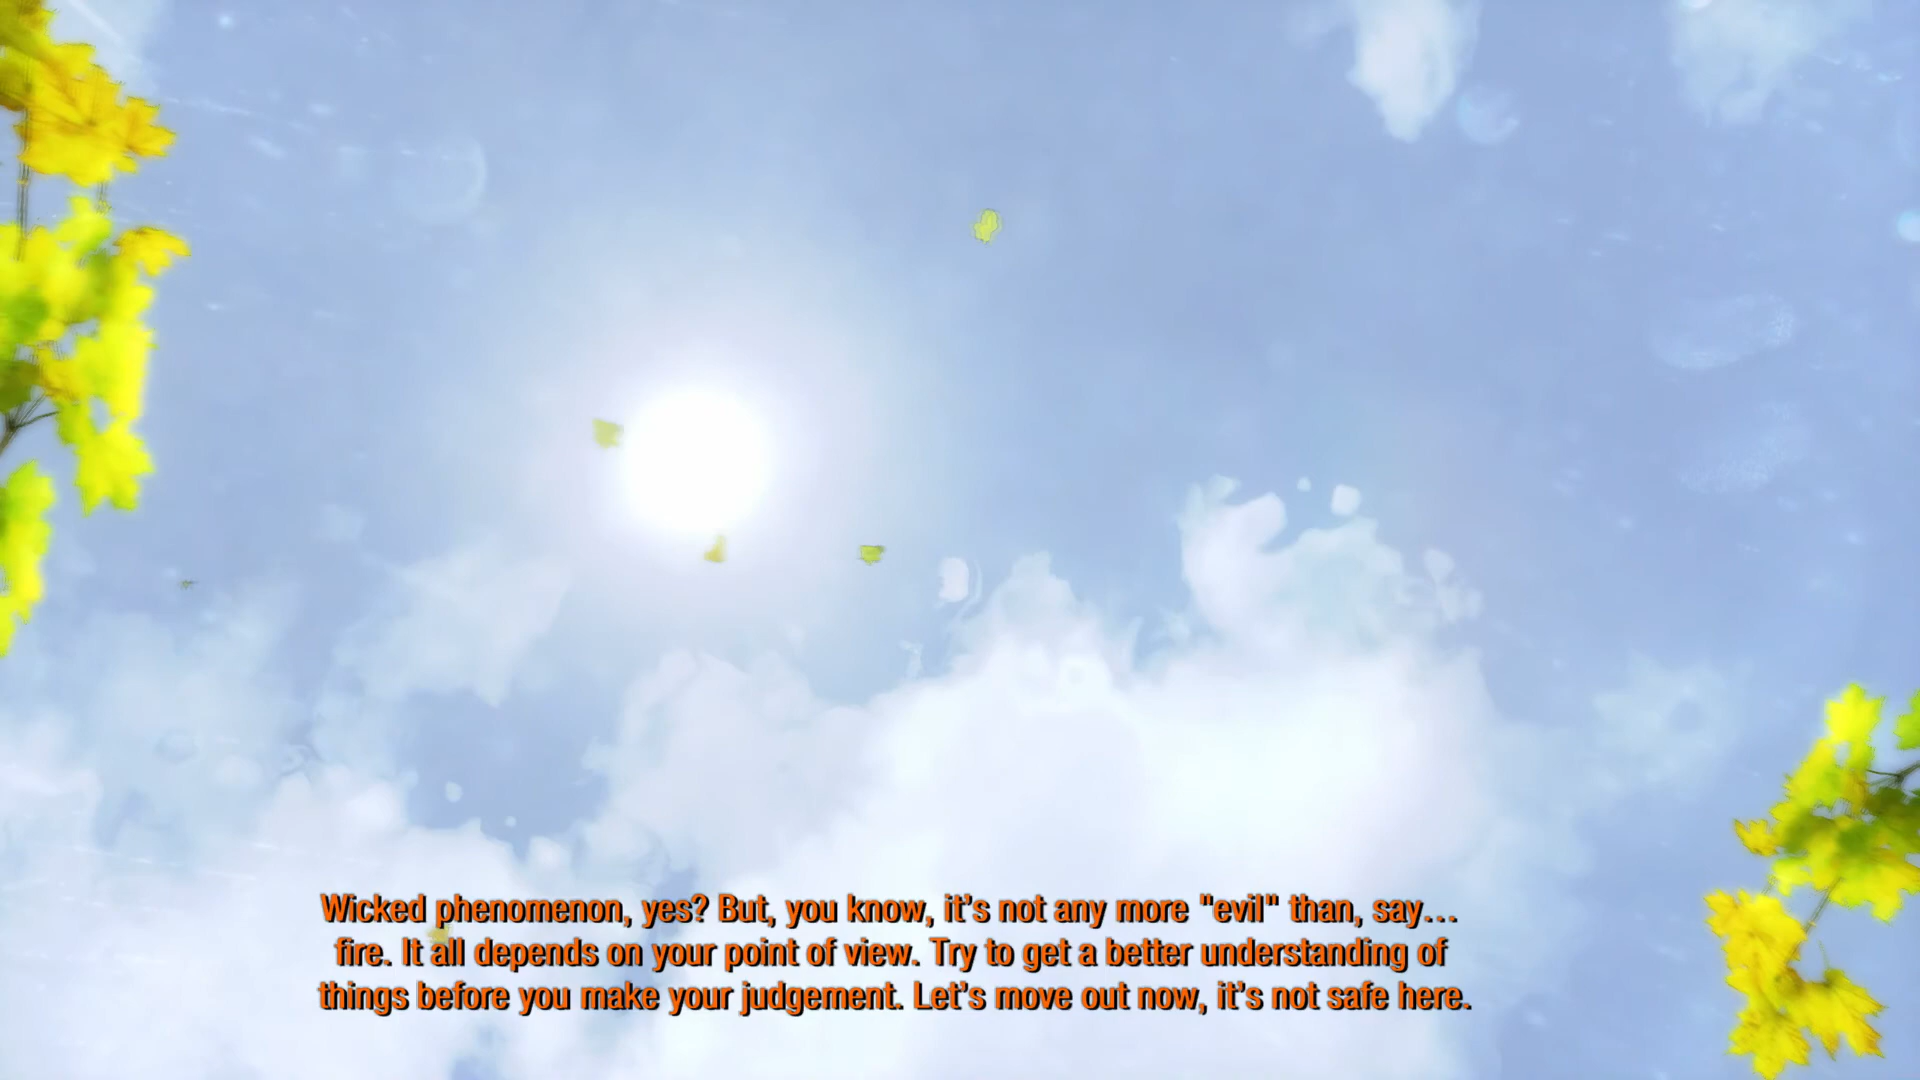 Wicked phenomenon, yes? But, you know, it's not any more "evil" than, say...
fire. It all depends on your point of view. Try to get a better understanding of
things before you make your judgement. Let's move out now, it's not safe here.